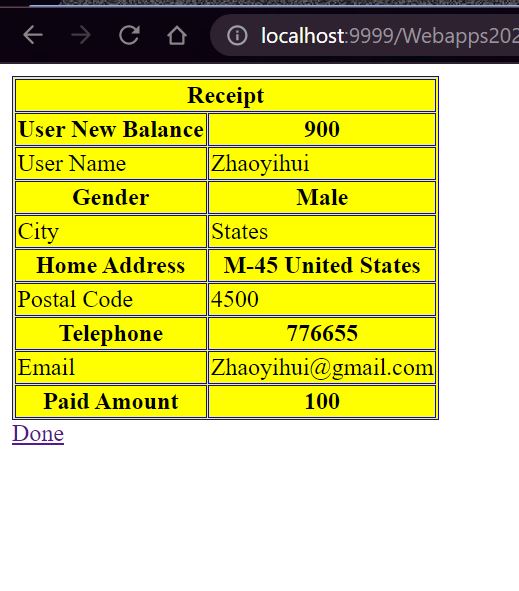 localhost:9999/Webapps202
Receipt
User New Balance 900
User Name Zhaoyihui
Gender Male
City States
Home Address M-45 United States
Postal Code 4500
Telephone 776655
Email Zhaoyihui@gmail.com
Paid Amount 100
Done